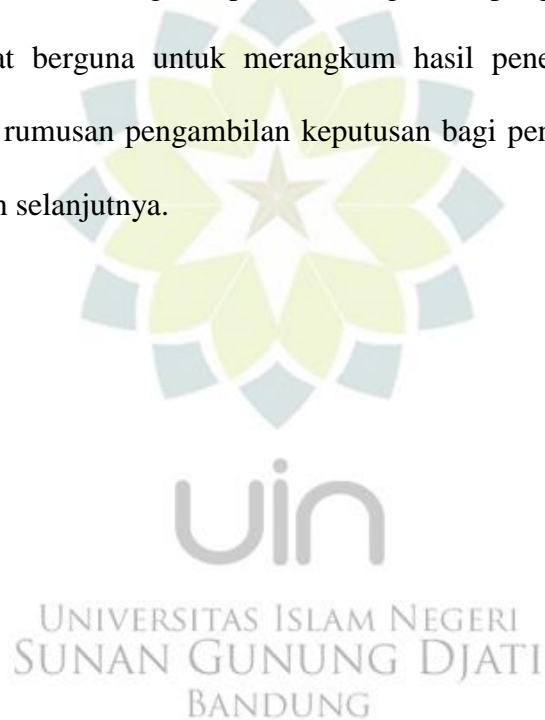 at berguna untuk merangkum hasil pene
rumusan pengambilan keputusan bagi pe
n selanjutnya.
uin
UNIVERSITAS ISLAM NEGERI
SUNAN GUNUNG DJATI
BANDUNG